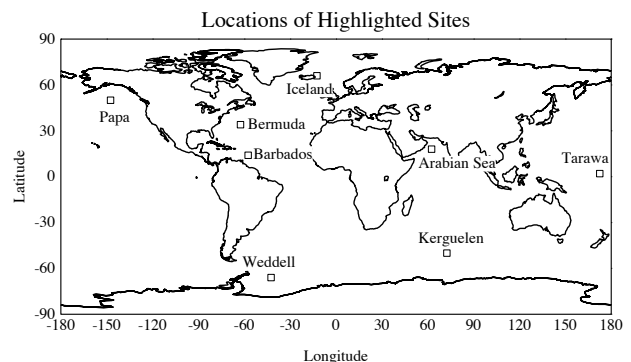 Locations of Highlighted Sites
90
60
30
0
-30
-60
-90
Latitude
Iceland
Papa
Bermuda
Barbados
Arabian Sea
Tarawa
Kerguelen
Weddell
-180 -150 -120 -90 -60 -30 0 30 60 90 120 150 180
Longitude